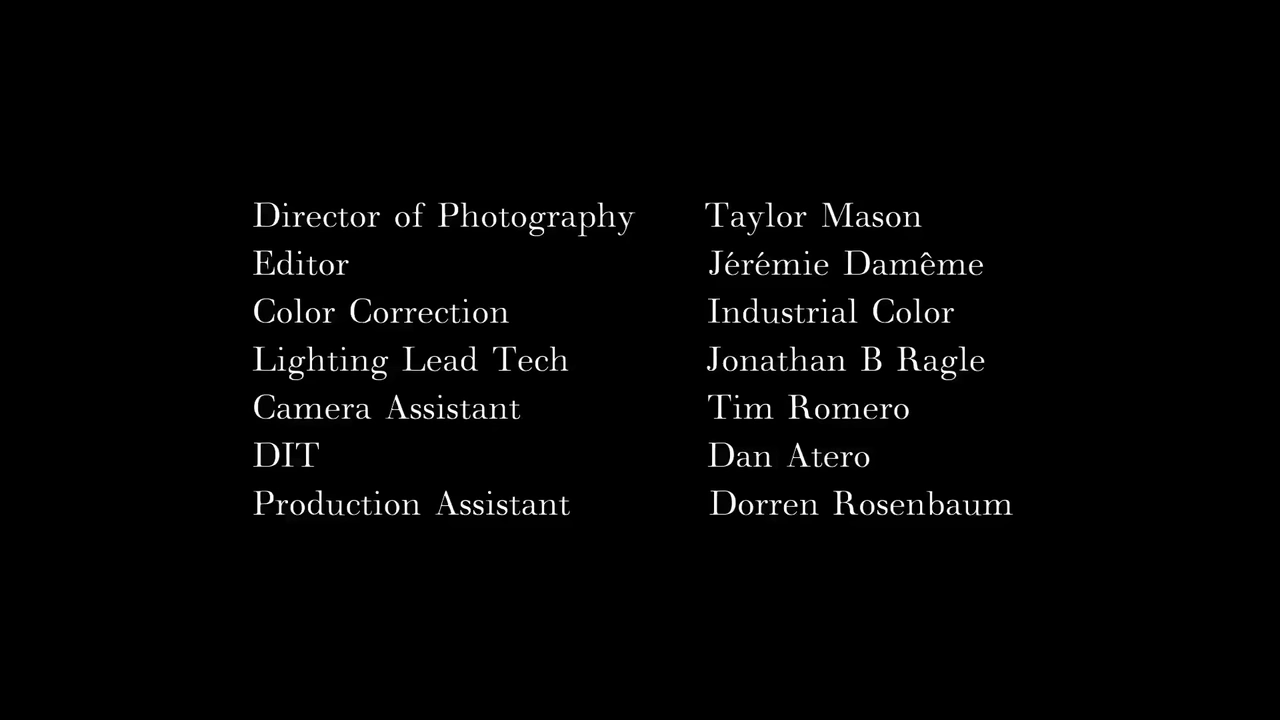 Director of Photography Taylor Mason
Editor Jérémie Damême
Color Correction Industrial Color
Lighting Lead Tech Jonathan B Ragle
Camera Assistant Tim Romero
DIT Dan Atero
Production Assistant Dorren Rosenbaum